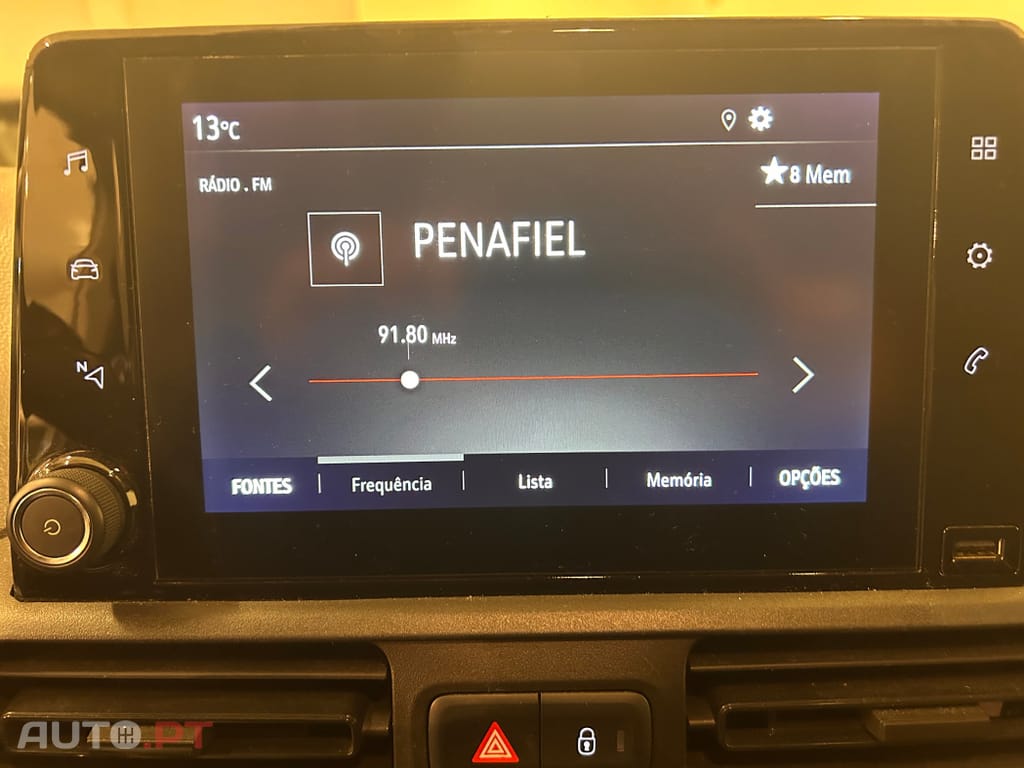 13°C
RÁDIO . FM
8 Mem
PENAFIEL
91.80 MHz
N
FONTES
Frequência
Lista
Memória
OPÇÕES
AUTO.PT